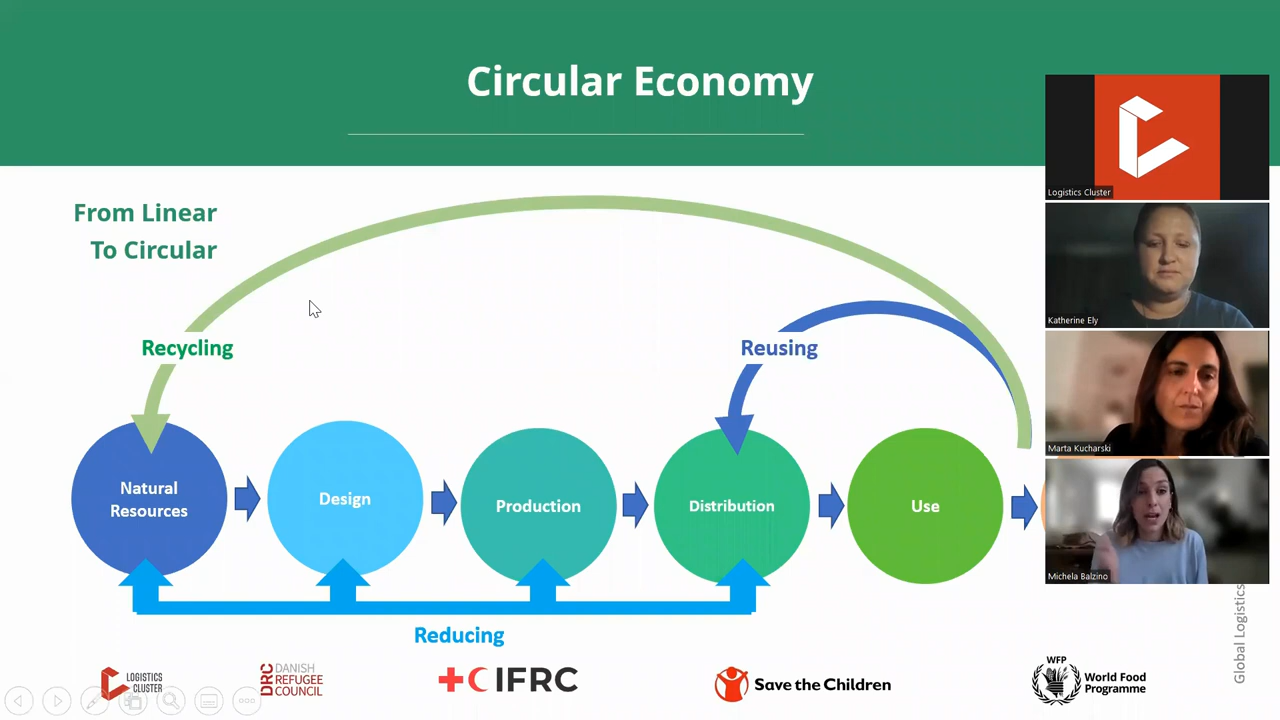 Circular Economy
From Linear
To Circular
Recycling
Reusing
Natural
Resources
Design
Production
Distribution
Use
Reducing
LOGISTICS
CLUSTER
DRC
DANISH
REFUGEE
COUNCIL
IFRC
Save the Children
WFP
World Food
Programme
Global Logistics
Logistics Cluster
Katherine Ely
Marta Kucharski
Michela Balzino